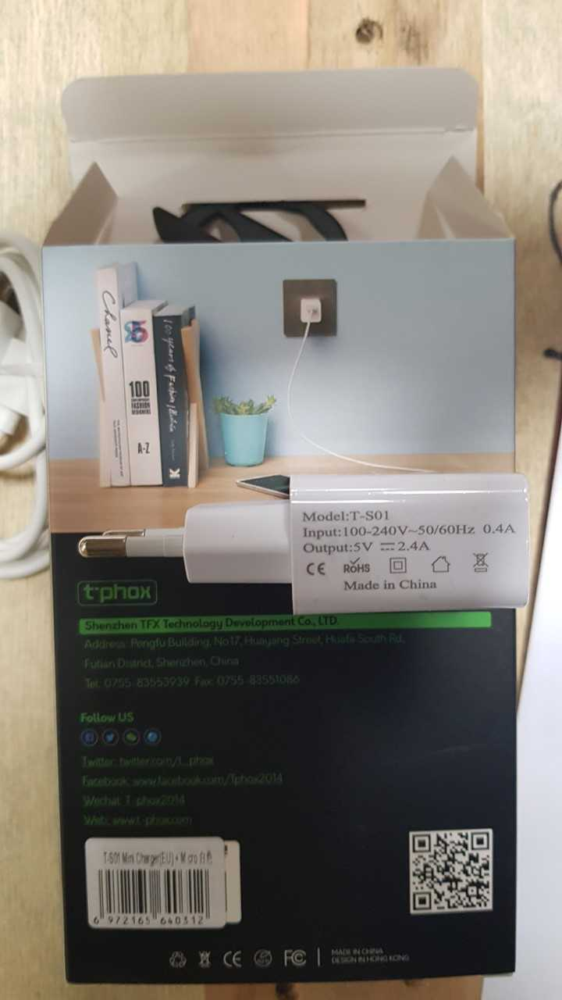 Chanel
100
CONTEMPORARY
FASHION
DESIGNERS
A-Z
100 years of Fashion
Model:T-S01
Input:100-240V~50/60Hz 0.4A
Output:5V ⎓ 2.4A
CE RoHS
Made in China
t-phox
Shenzhen TFX Technology Development Co., LTD.
Address: Pengfu Building, No17, Huayang Street, Huafa South Rd,
Futian District, Shenzhen, China
Tel: 0755-83553939 Fax: 0755-83551086
Follow US
Twitter: twitter.com/t_phox
Facebook: www.facebook.com/Tphox2014
Wechat: T-phox2014
Web: www.t-phox.com
T-S01 Mini Charger(EU)+Micro 白色
6 972165 640312
CE FC
MADE IN CHINA
DESIGN IN HONG KONG